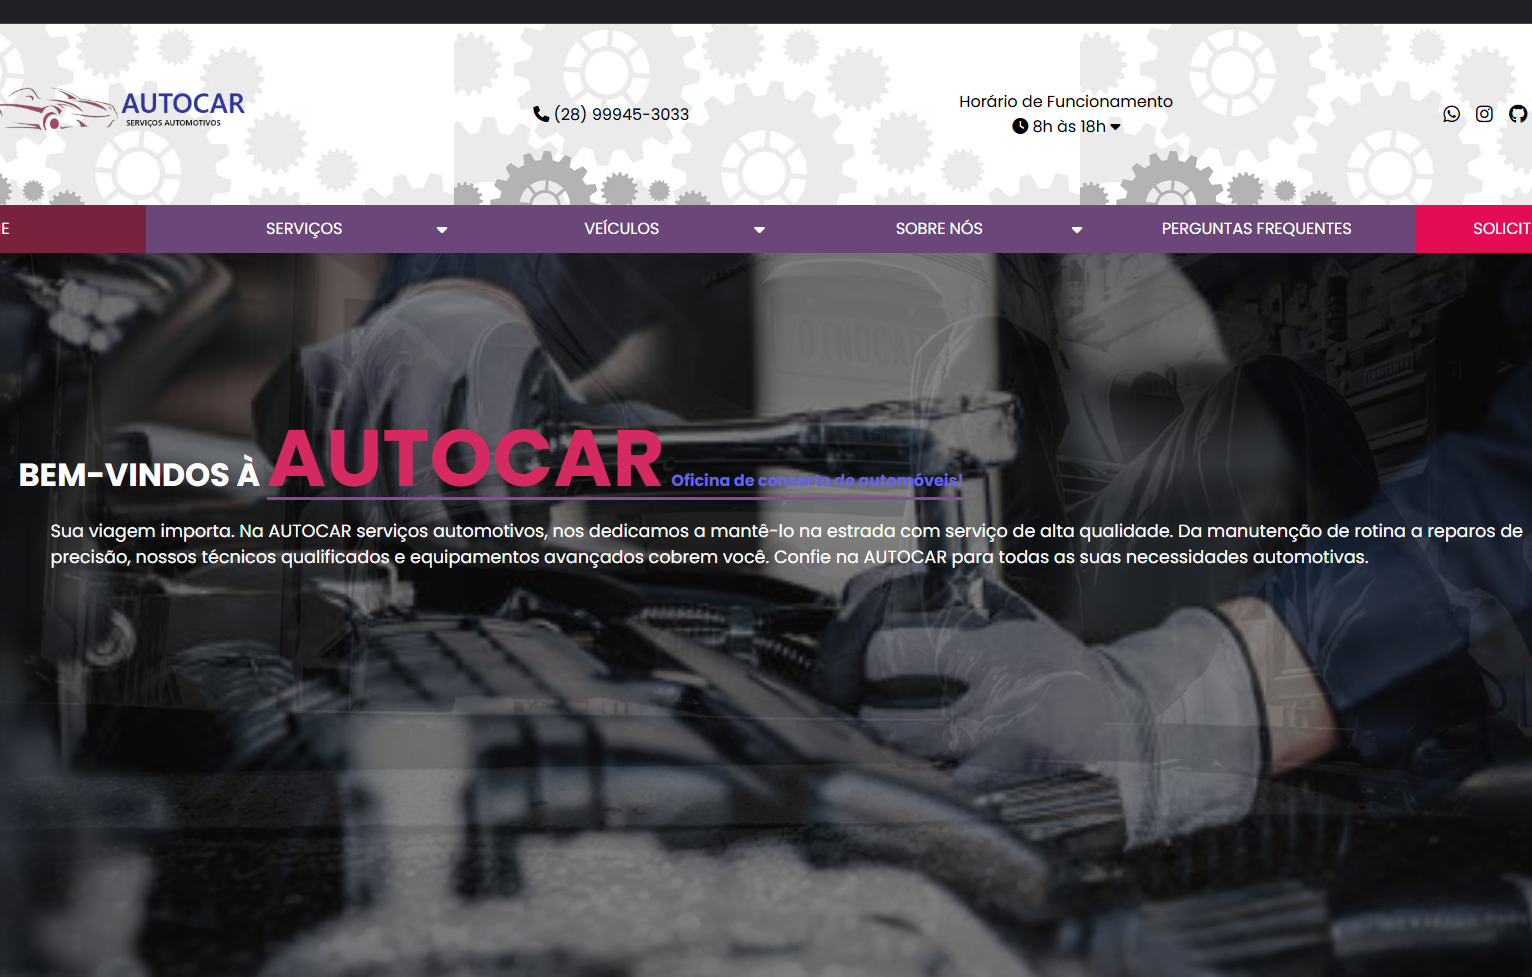 AUTOCAR
SERVIÇOS AUTOMOTIVOS
(28) 99945-3033
Horário de Funcionamento
8h às 18h
E
SERVIÇOS
VEÍCULOS
SOBRE NÓS
PERGUNTAS FREQUENTES
SOLICIT
BEM-VINDOS À AUTOCAR Oficina de conserto de automóveis!
Sua viagem importa. Na AUTOCAR serviços automotivos, nos dedicamos a mantê-lo na estrada com serviço de alta qualidade. Da manutenção de rotina a reparos de
precisão, nossos técnicos qualificados e equipamentos avançados cobrem você. Confie na AUTOCAR para todas as suas necessidades automotivas.